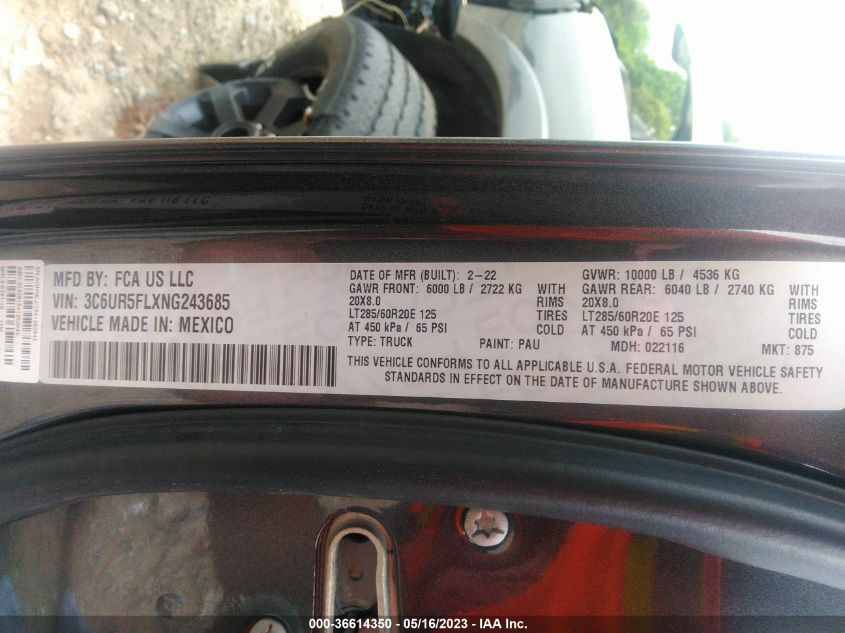 MFD BY: FCA US LLC
VIN: 3C6UR5FLXNG243685
VEHICLE MADE IN: MEXICO
DATE OF MFR (BUILT): 2-22
GAWR FRONT: 6000 LB / 2722 KG WITH
20X8.0 RIMS
LT285/60R20E 125 TIRES
AT 450 kPa / 65 PSI COLD
TYPE: TRUCK PAINT: PAU
GVWR: 10000 LB / 4536 KG
GAWR REAR: 6040 LB / 2740 KG WITH
20X8.0 RIMS
LT285/60R20E 125 TIRES
AT 450 kPa / 65 PSI COLD
MDH: 022116 MKT: 875
THIS VEHICLE CONFORMS TO ALL APPLICABLE U.S.A. FEDERAL MOTOR VEHICLE SAFETY
STANDARDS IN EFFECT ON THE DATE OF MANUFACTURE SHOWN ABOVE.
000-36614350 - 05/16/2023 - IAA Inc.